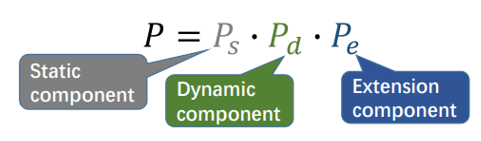 P = Pₛ · P_d · Pₑ
Static
component
Dynamic
component
Extension
component